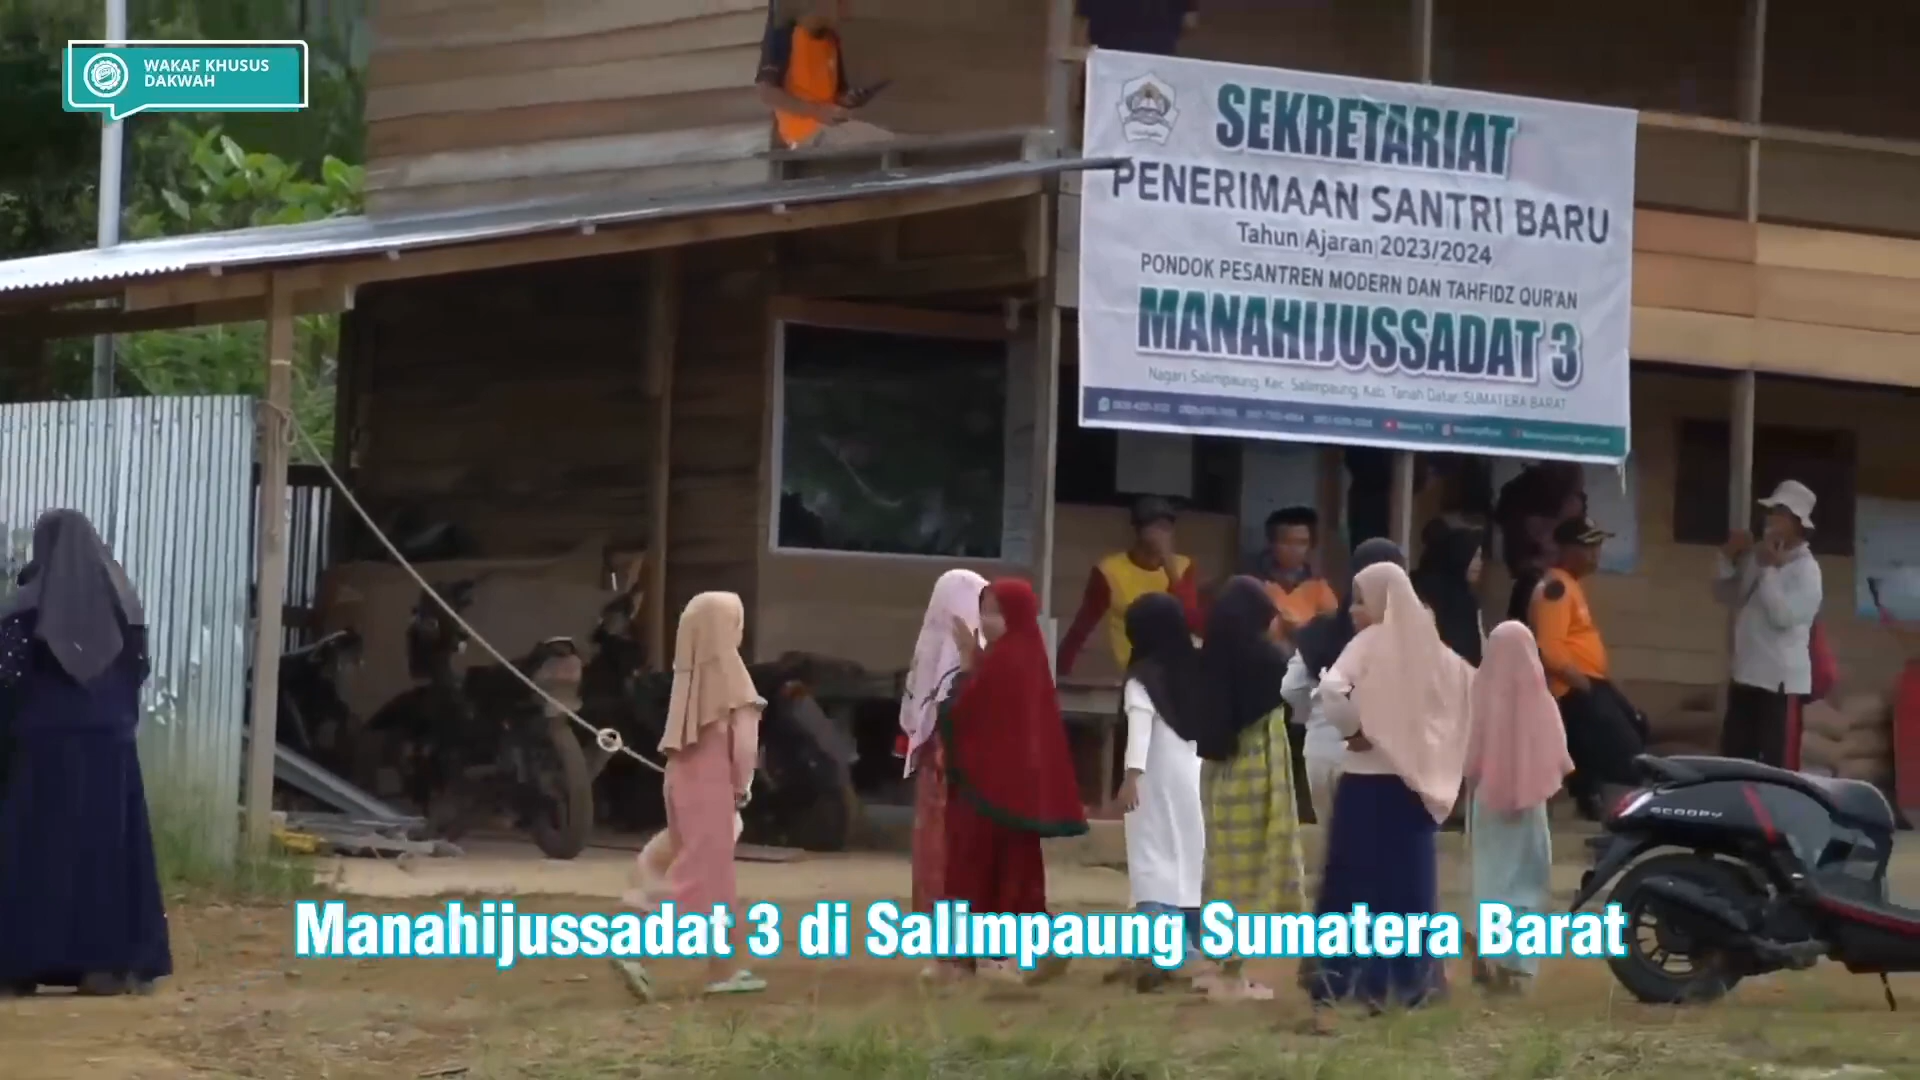 WAKAF KHUSUS
DAKWAH
SEKRETARIAT
PENERIMAAN SANTRI BARU
Tahun Ajaran 2023/2024
PONDOK PESANTREN MODERN DAN TAHFIDZ QUR'AN
MANAHIJUSSADAT 3
Nagari Salimpaung, Kec. Salimpaung, Kab. Tanah Datar, SUMATERA BARAT
SCOOPY
Manahijussadat 3 di Salimpaung Sumatera Barat